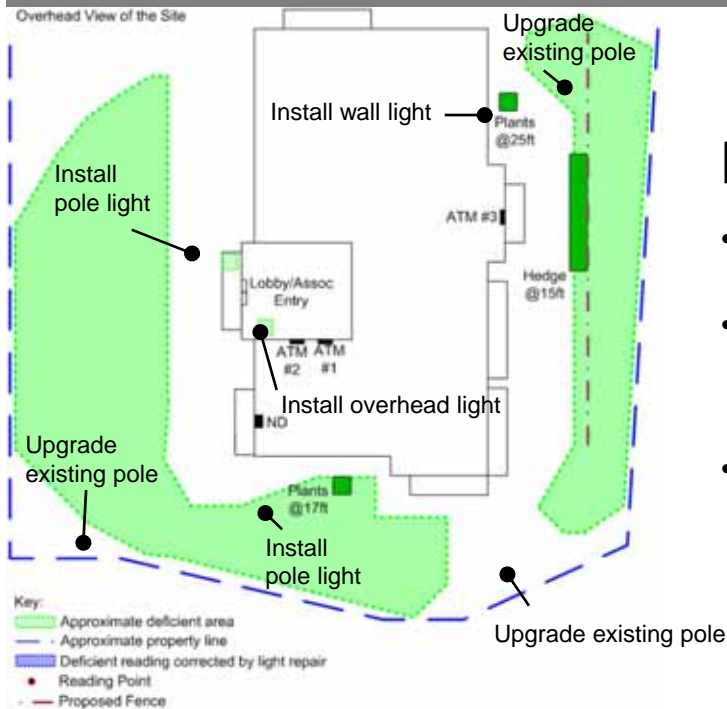 Overhead View of the Site
Upgrade
existing pole
Install wall light
Plants
@25ft
Install
pole light
ATM #3
Lobby/Assoc
Entry
Hedge
@15ft
ATM
#2
ATM
#1
Install overhead light
ND
Upgrade
existing pole
Plants
@17ft
Install
pole light
Upgrade existing pole
Key:
Approximate deficient area
Approximate property line
Deficient reading corrected by light repair
Reading Point
Proposed Fence